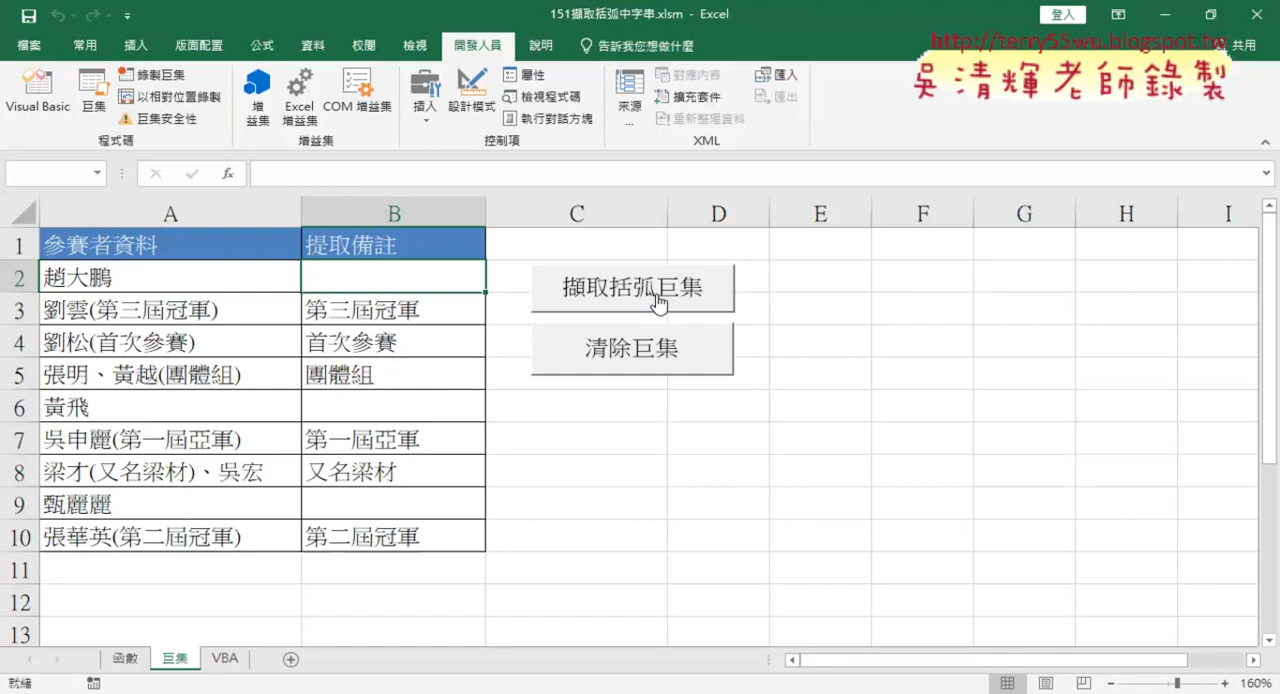 151擷取括弧中字串.xlsm - Excel
登入
檔案 常用 插入 版面配置 公式 資料 校閱 檢視 開發人員 說明 告訴我您想做什麼 共用
http://terry55wu.blogspot.tw
吳清輝老師錄製
Visual Basic
巨集
錄製巨集
以相對位置錄製
巨集安全性
程式碼
增益集
Excel 增益集
COM 增益集
增益集
插入
設計模式
屬性
檢視程式碼
執行對話方塊
控制項
來源...
對應內容
擴充套件
重新整理資料
匯入
匯出
XML
fx
A B C D E F G H I
1 參賽者資料 提取備註
2 趙大鵬
3 劉雲(第三屆冠軍) 第三屆冠軍
4 劉松(首次參賽) 首次參賽
5 張明、黃越(團體組) 團體組
6 黃飛
7 吳申麗(第一屆亞軍) 第一屆亞軍
8 梁才(又名梁材)、吳宏 又名梁材
9 甄麗麗
10 張華英(第二屆冠軍) 第二屆冠軍
11
12
13
擷取括弧巨集
清除巨集
函數 巨集 VBA
就緒
160%